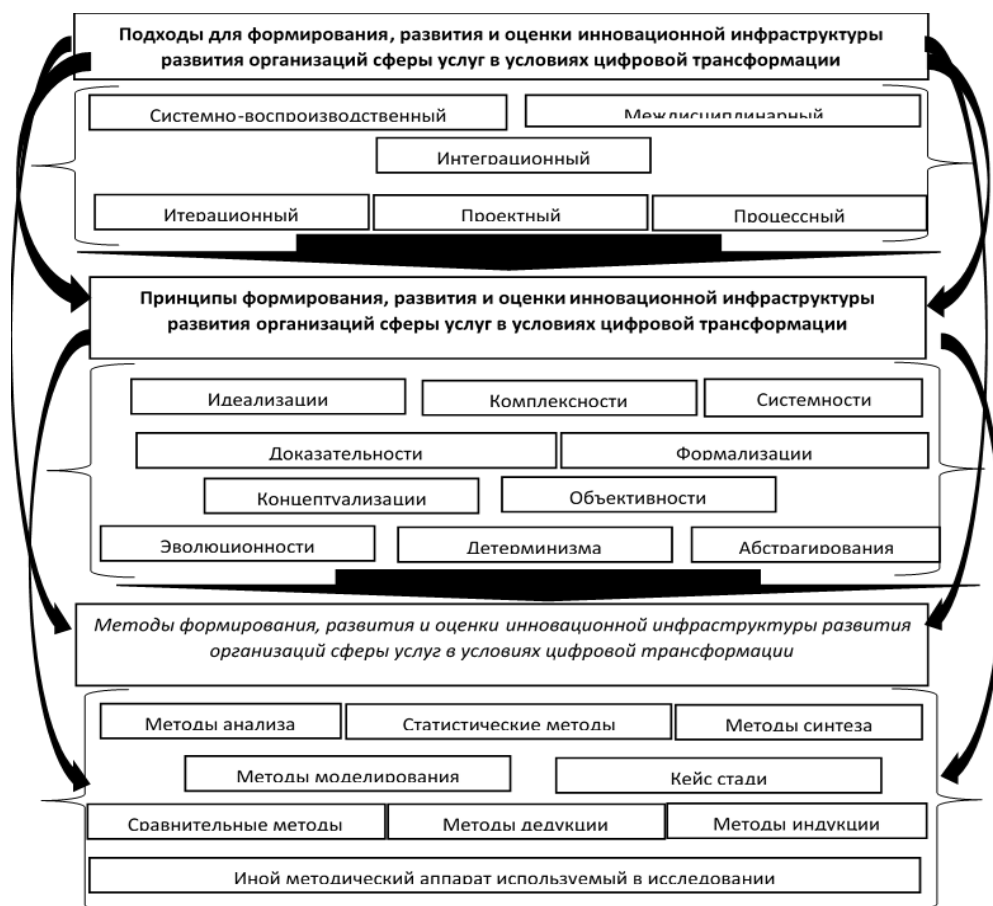 Подходы для формирования, развития и оценки инновационной инфраструктуры
развития организаций сферы услуг в условиях цифровой трансформации
Системно-воспроизводственный
Междисциплинарный
Интеграционный
Итерационный
Проектный
Процессный
Принципы формирования, развития и оценки инновационной инфраструктуры
развития организаций сферы услуг в условиях цифровой трансформации
Идеализации
Комплексности
Системности
Доказательности
Формализации
Концептуализации
Объективности
Эволюционности
Детерминизма
Абстрагирования
Методы формирования, развития и оценки инновационной инфраструктуры развития
организаций сферы услуг в условиях цифровой трансформации
Методы анализа
Статистические методы
Методы синтеза
Методы моделирования
Кейс стади
Сравнительные методы
Методы дедукции
Методы индукции
Иной методический аппарат используемый в исследовании